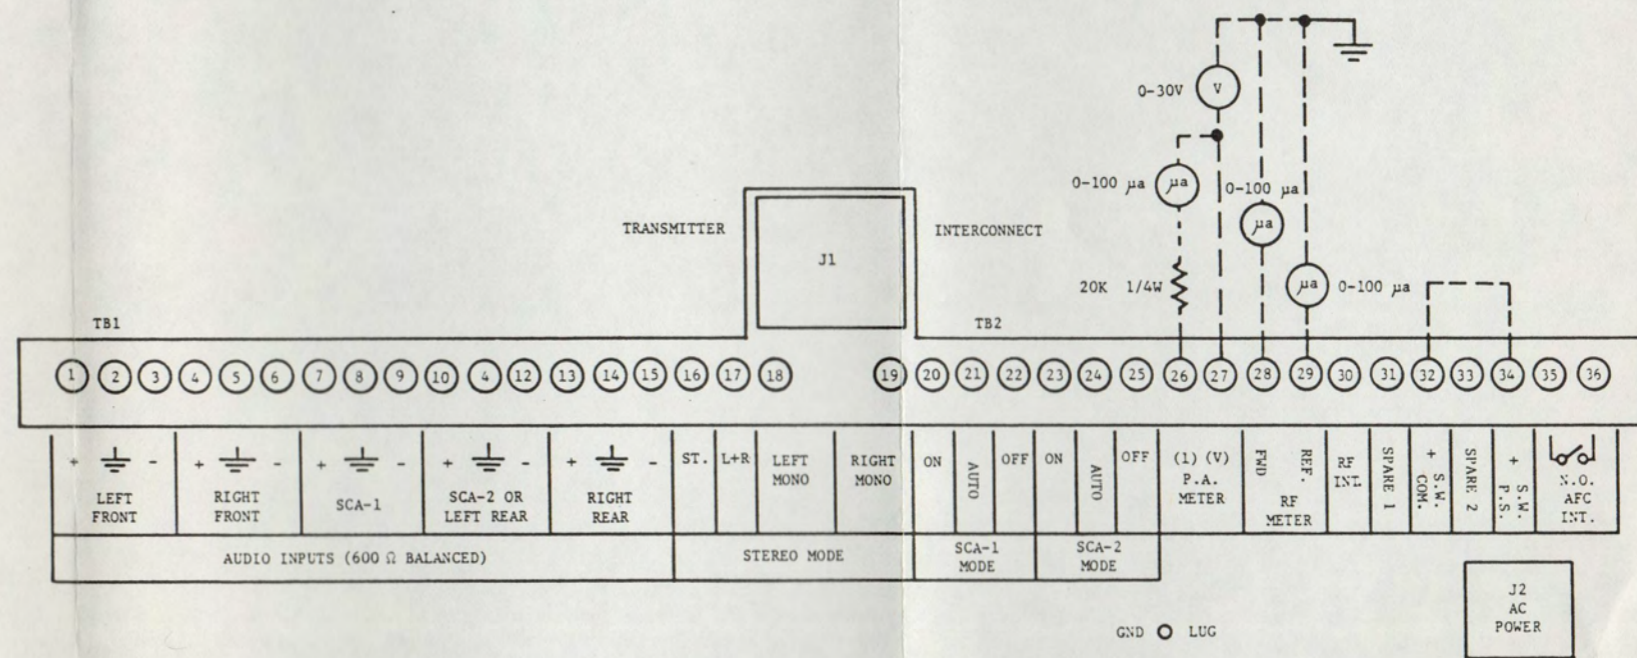 0-30V
V
0-100 µa
µa
0-100 µa
µa
TRANSMITTER
INTERCONNECT
J1
20K 1/4W
µa
0-100 µa
TB1
TB2
1 2 3 4 5 6 7 8 9 10 4 12 13 14 15 16 17 18 19 20 21 22 23 24 25 26 27 28 29 30 31 32 33 34 35 36
+ -
LEFT
FRONT
+ -
RIGHT
FRONT
+ -
SCA-1
+ -
SCA-2 OR
LEFT REAR
+ -
RIGHT
REAR
ST.
L+R
LEFT
MONO
RIGHT
MONO
ON
AUTO
OFF
ON
AUTO
OFF
(1) (V)
P.A.
METER
FWD
REF.
RF
METER
RF
INT.
SPARE 1
+ S.W.
COM.
SPARE 2
+ S.W.
P.S.
N.O.
AFC
INT.
AUDIO INPUTS (600 Ω BALANCED)
STEREO MODE
SCA-1
MODE
SCA-2
MODE
J2
AC
POWER
GND LUG